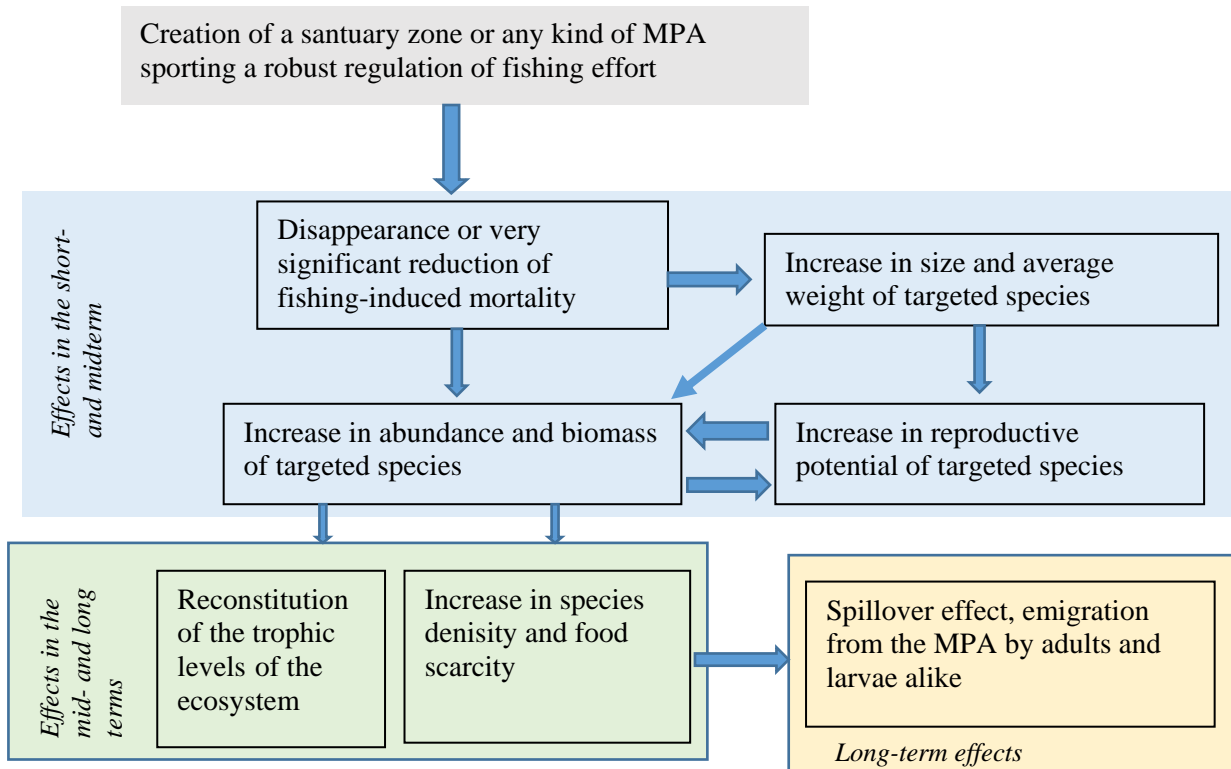 Creation of a santuary zone or any kind of MPA
sporting a robust regulation of fishing effort
Effects in the short-
and midterm
Disappearance or very
significant reduction of
fishing-induced mortality
Increase in size and average
weight of targeted species
Increase in abundance and biomass
of targeted species
Increase in reproductive
potential of targeted species
Effects in the
mid- and long
terms
Reconstitution
of the trophic
levels of the
ecosystem
Increase in species
denisity and food
scarcity
Spillover effect, emigration
from the MPA by adults and
larvae alike
Long-term effects